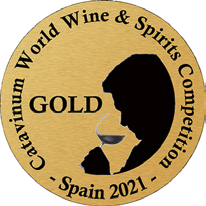 Catavinum World Wine & Spirits Competition
GOLD
- Spain 2021 -